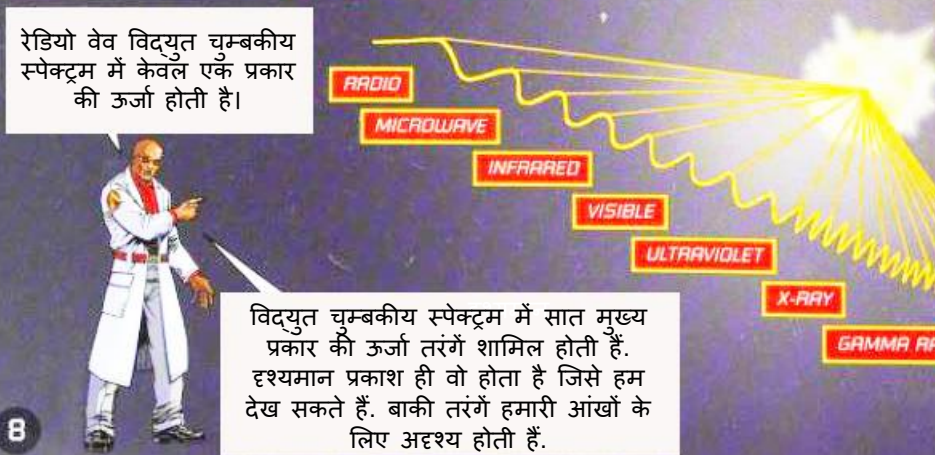 रेडियो वेव विद्युत चुम्बकीय
स्पेक्ट्रम में केवल एक प्रकार
की ऊर्जा होती है।
RADIO
MICROWAVE
INFRARED
VISIBLE
ULTRAVIOLET
X-RAY
GAMMA
विद्युत चुम्बकीय स्पेक्ट्रम में सात मुख्य
प्रकार की ऊर्जा तरंगें शामिल होती हैं.
दृश्यमान प्रकाश ही वो होता है जिसे हम
देख सकते हैं. बाकी तरंगें हमारी आंखों के
लिए अदृश्य होती हैं.
8